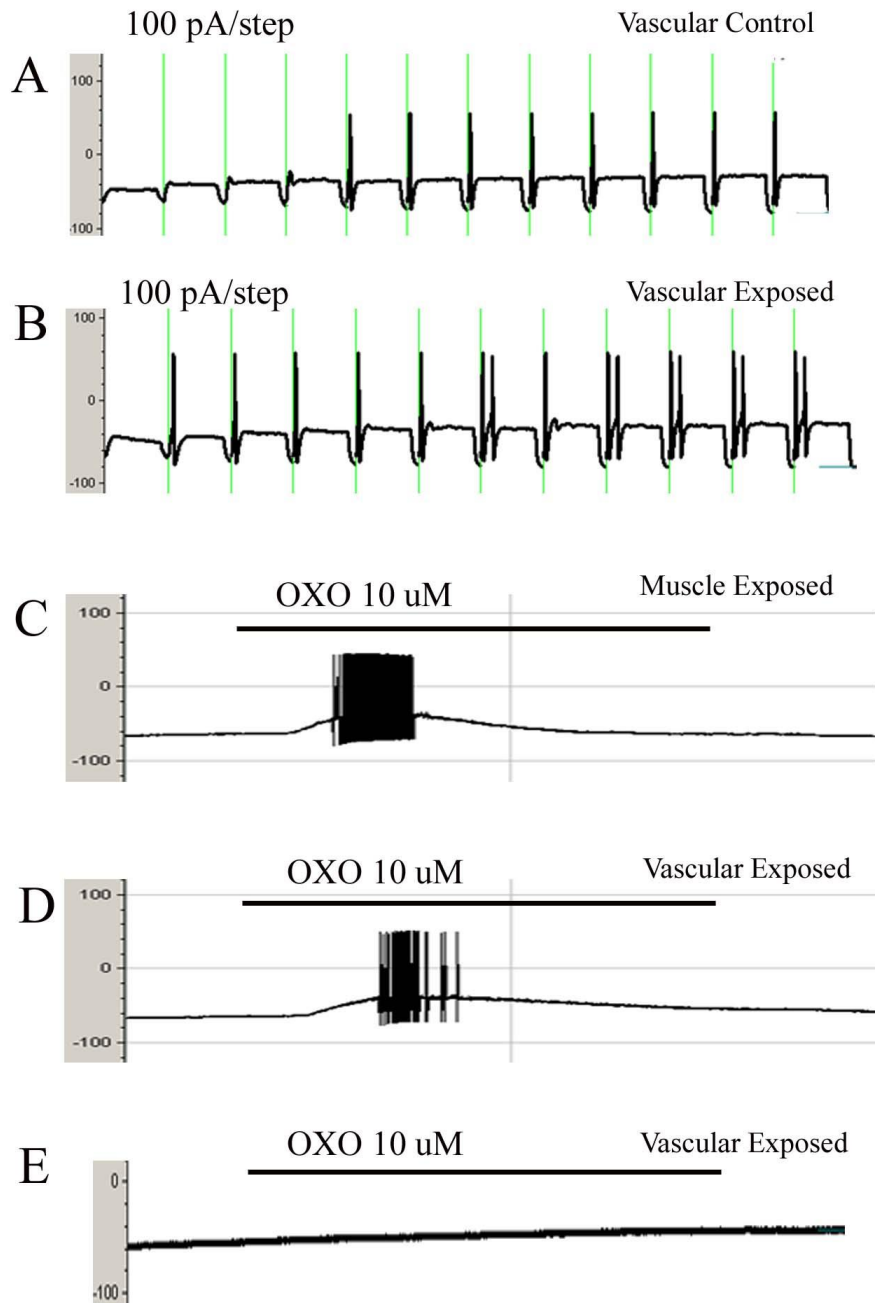 100 pA/step
Vascular Control
A
100
0
-100
100 pA/step
Vascular Exposed
B
100
0
-100
OXO 10 uM
Muscle Exposed
C
100
0
-100
OXO 10 uM
Vascular Exposed
D
100
0
-100
OXO 10 uM
Vascular Exposed
E
0
-100